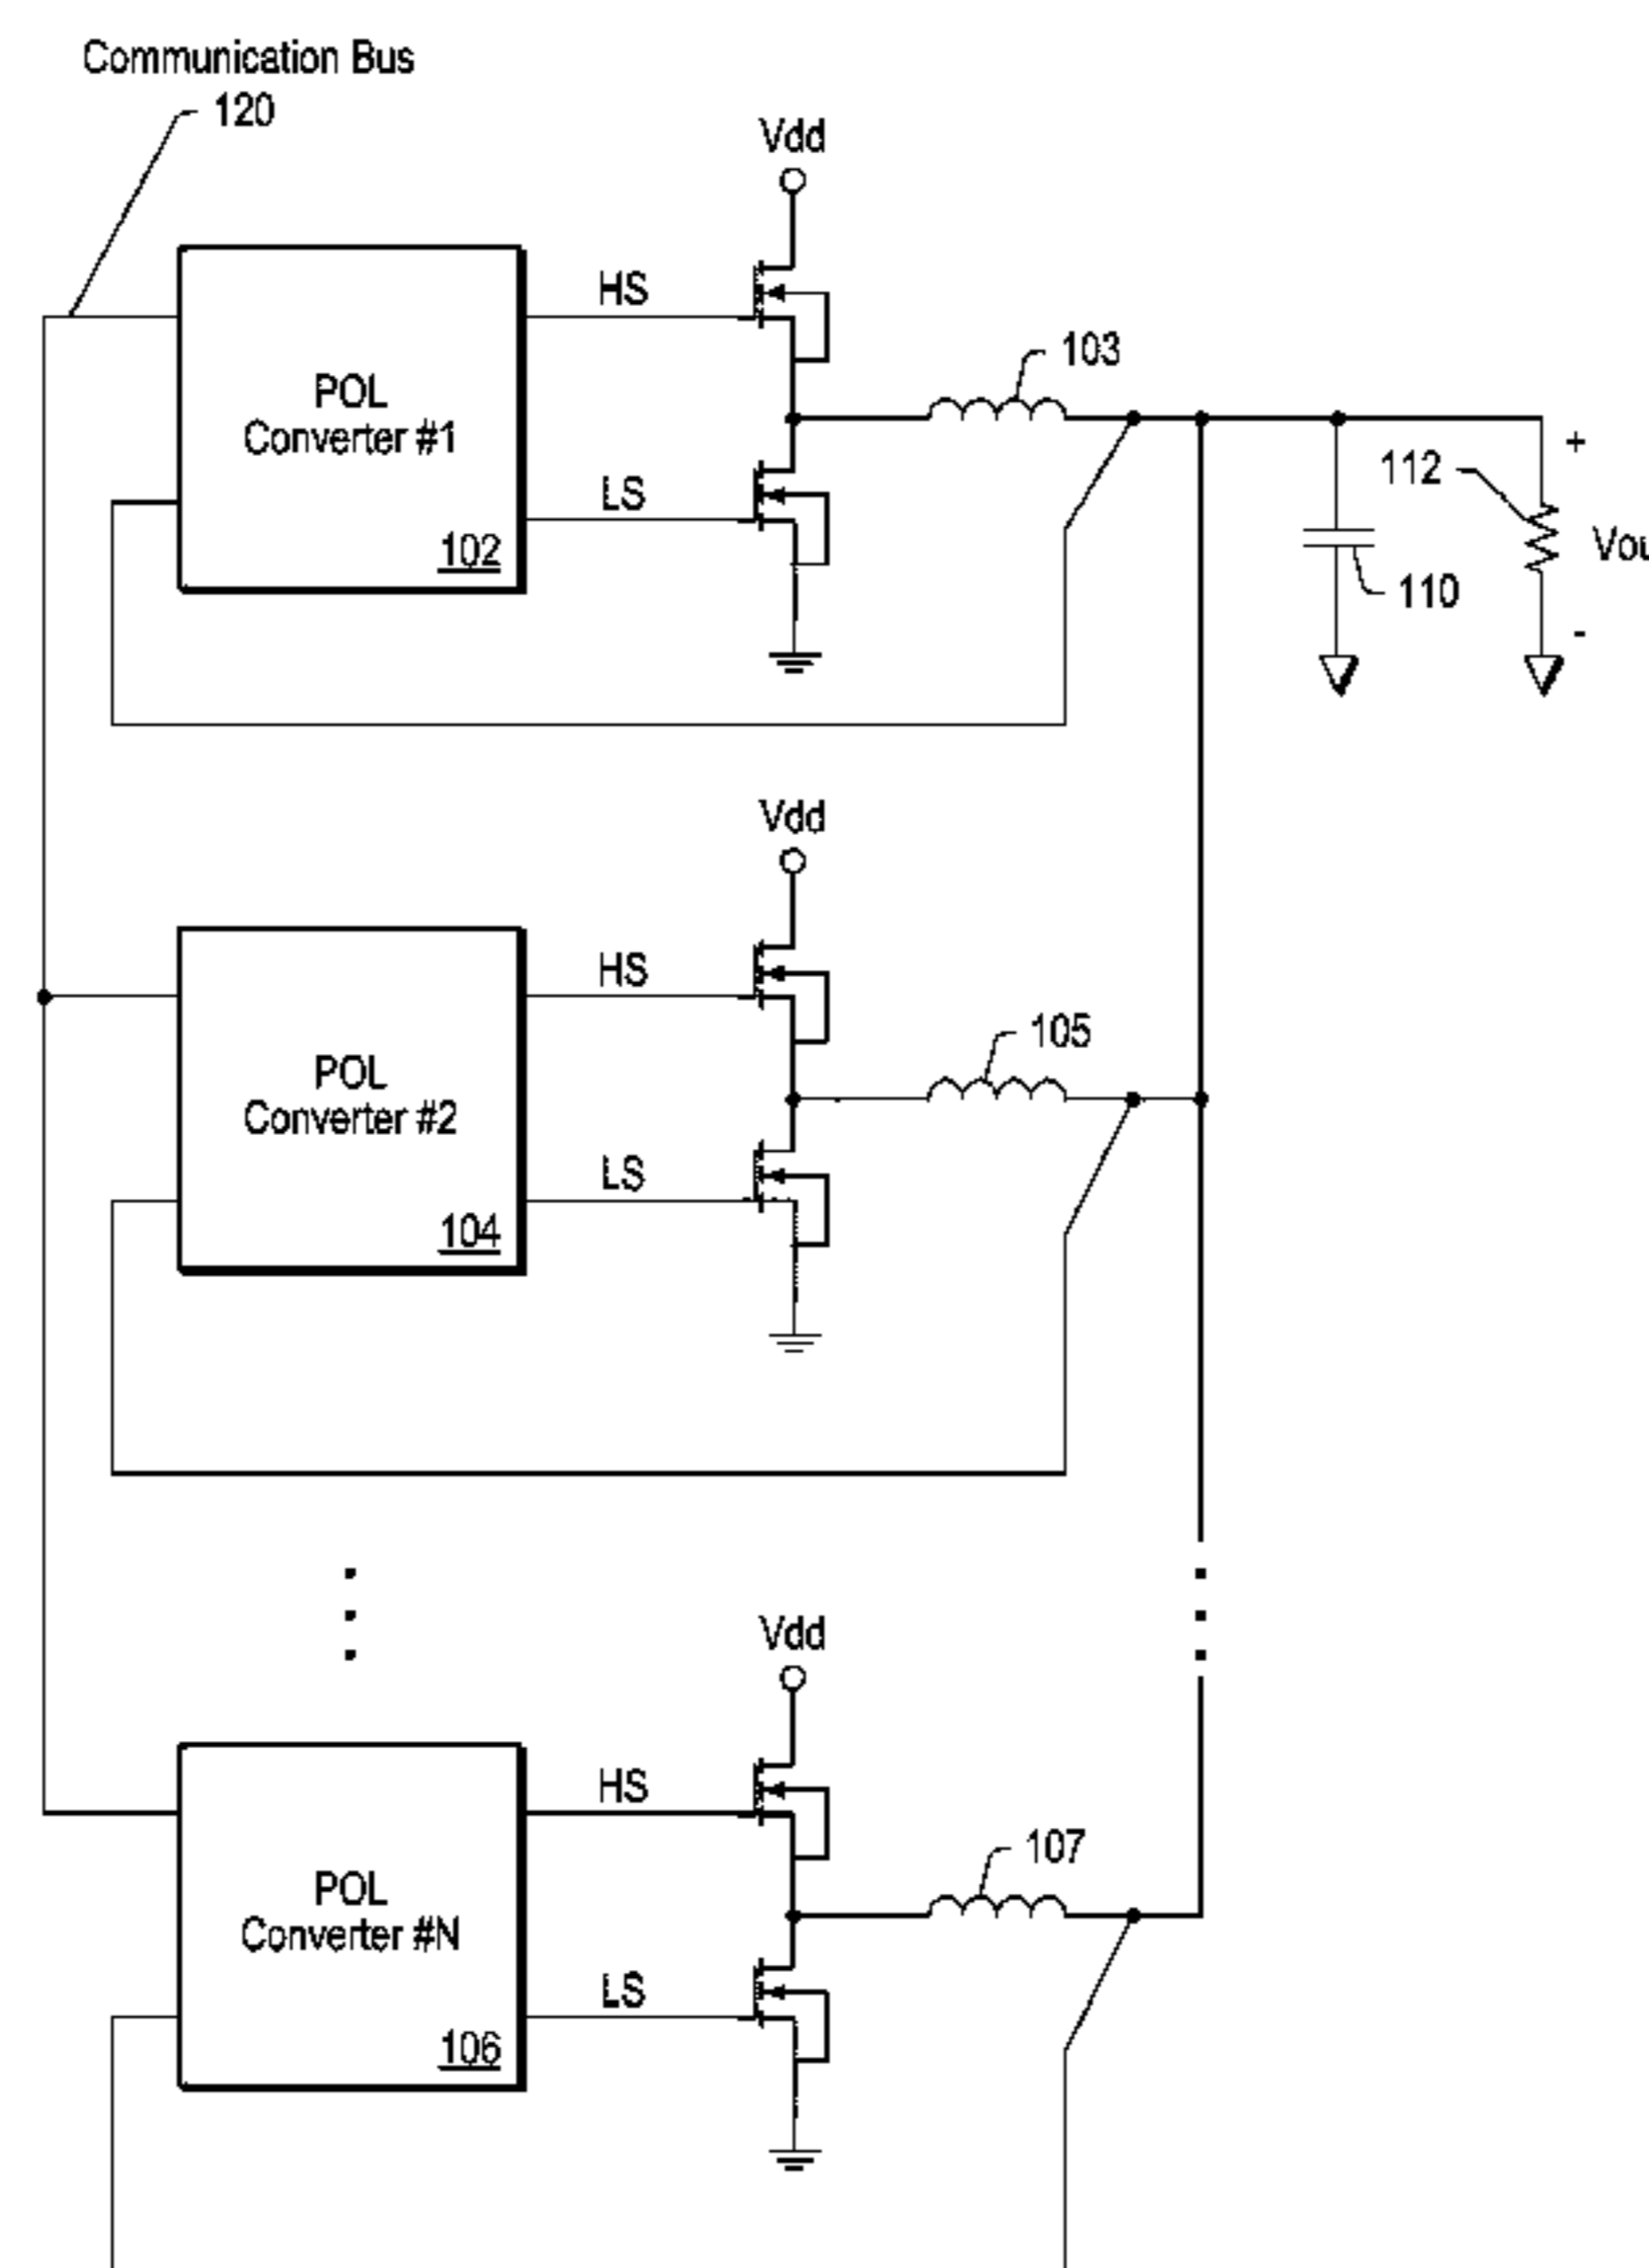 Communication Bus
120
Vdd
HS
103
POL
Converter #1
LS
102
+
112
Vou
110
-
Vdd
HS
105
POL
Converter #2
LS
104
Vdd
HS
107
POL
Converter #N
LS
106